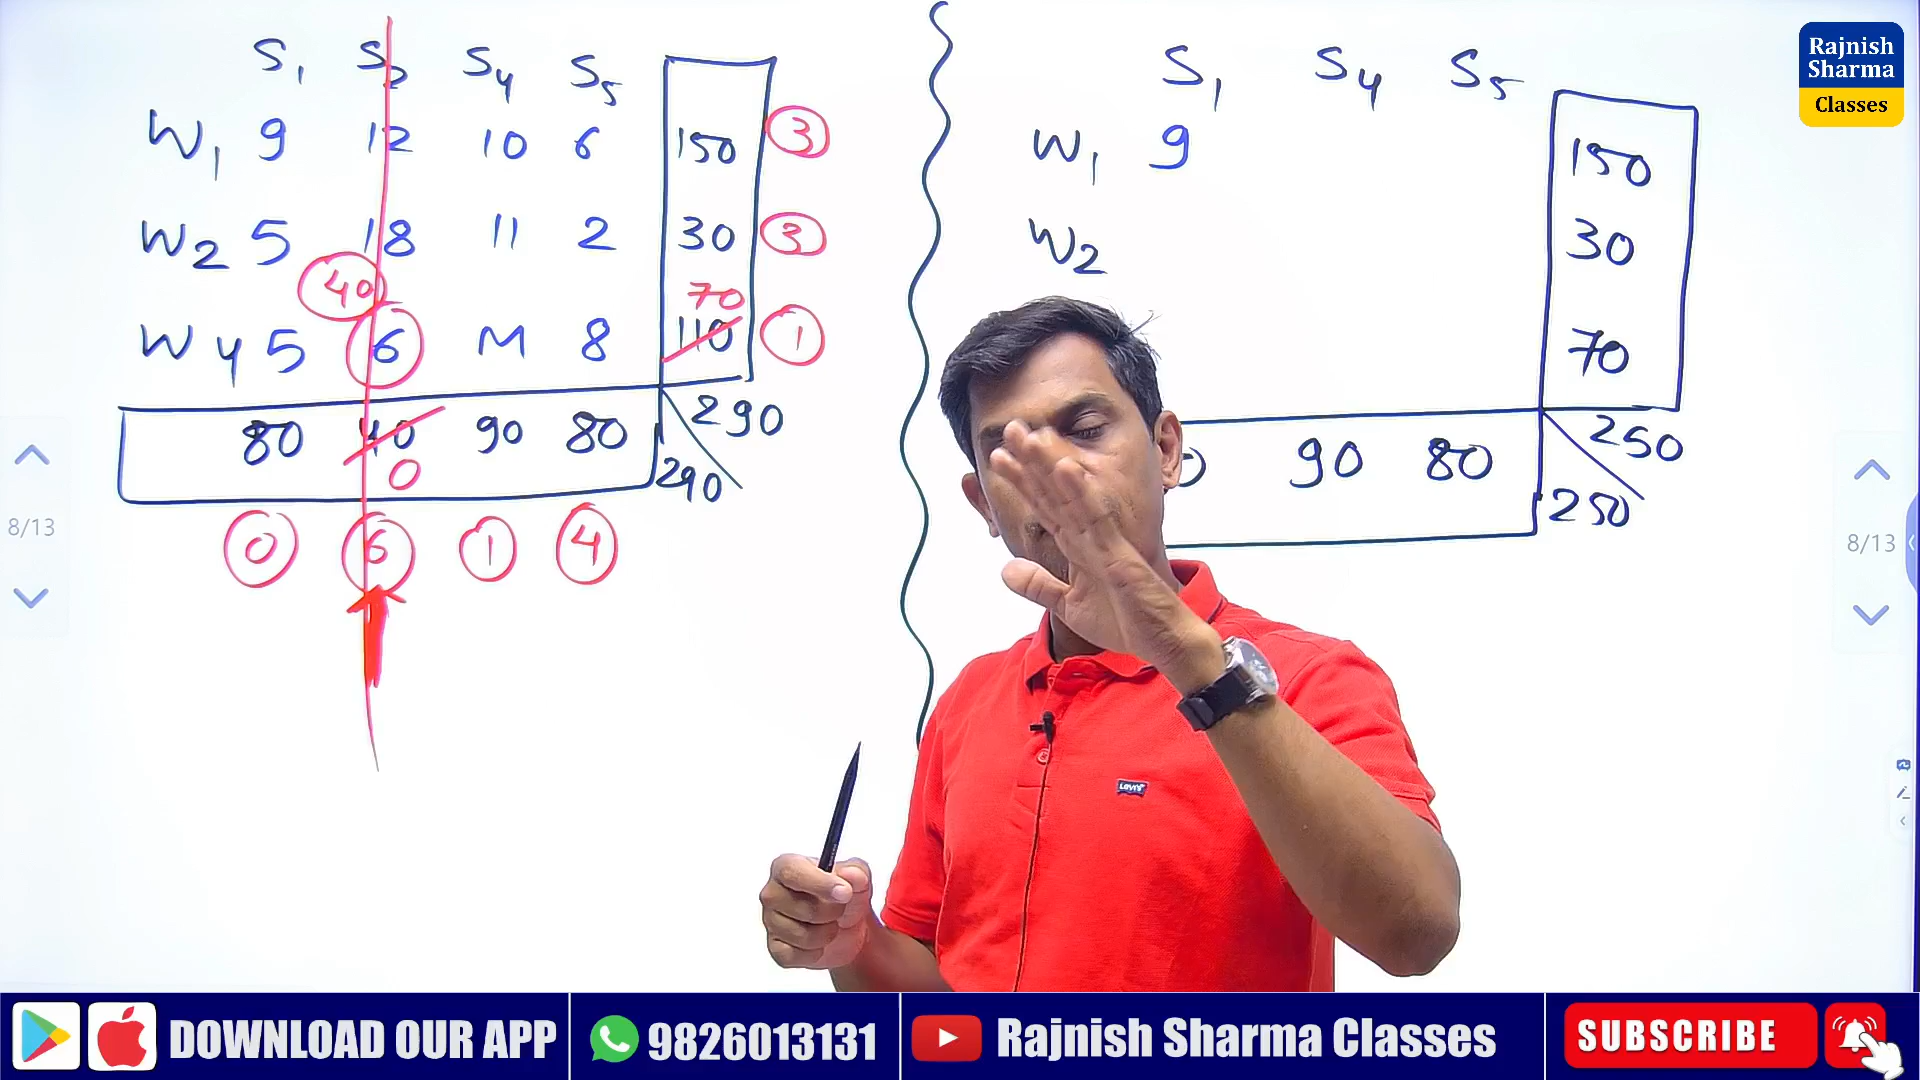 S1 S2 S4 S5
W1 9 12 10 6 150 3
W2 5 18 11 2 30 3
40 70
W4 5 6 M 8 110 1
80 40 90 80 290
0 290
0 6 1 4
S1 S4 S5
W1 9 150
W2 30
70
90 80 250
250
8/13
8/13
Rajnish
Sharma
Classes
Levi's
DOWNLOAD OUR APP 9826013131 Rajnish Sharma Classes SUBSCRIBE